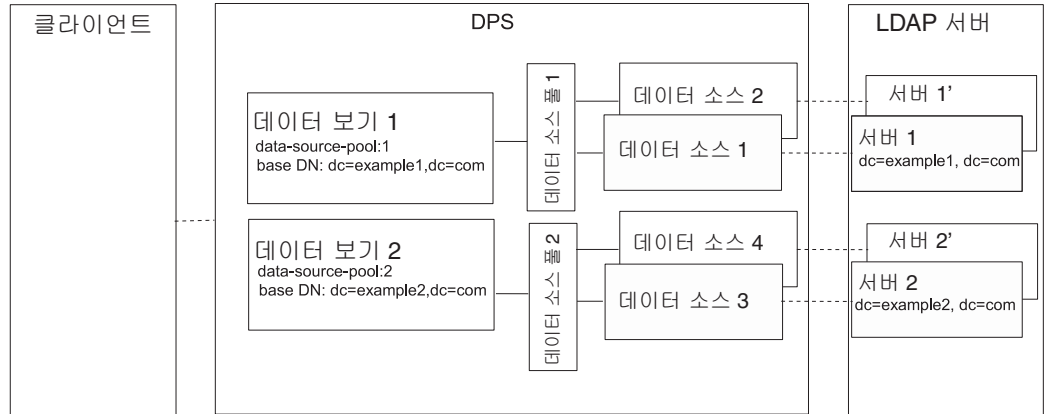 클라이언트
DPS
LDAP 서버
데이터 보기 1
data-source-pool:1
base DN: dc=example1,dc=com
데이터 소스 풀 1
데이터 소스 2
데이터 소스 1
서버 1’
서버 1
dc=example1, dc=com
데이터 보기 2
data-source-pool:2
base DN: dc=example2,dc=com
데이터 소스 풀 2
데이터 소스 4
데이터 소스 3
서버 2’
서버 2
dc=example2, dc=com